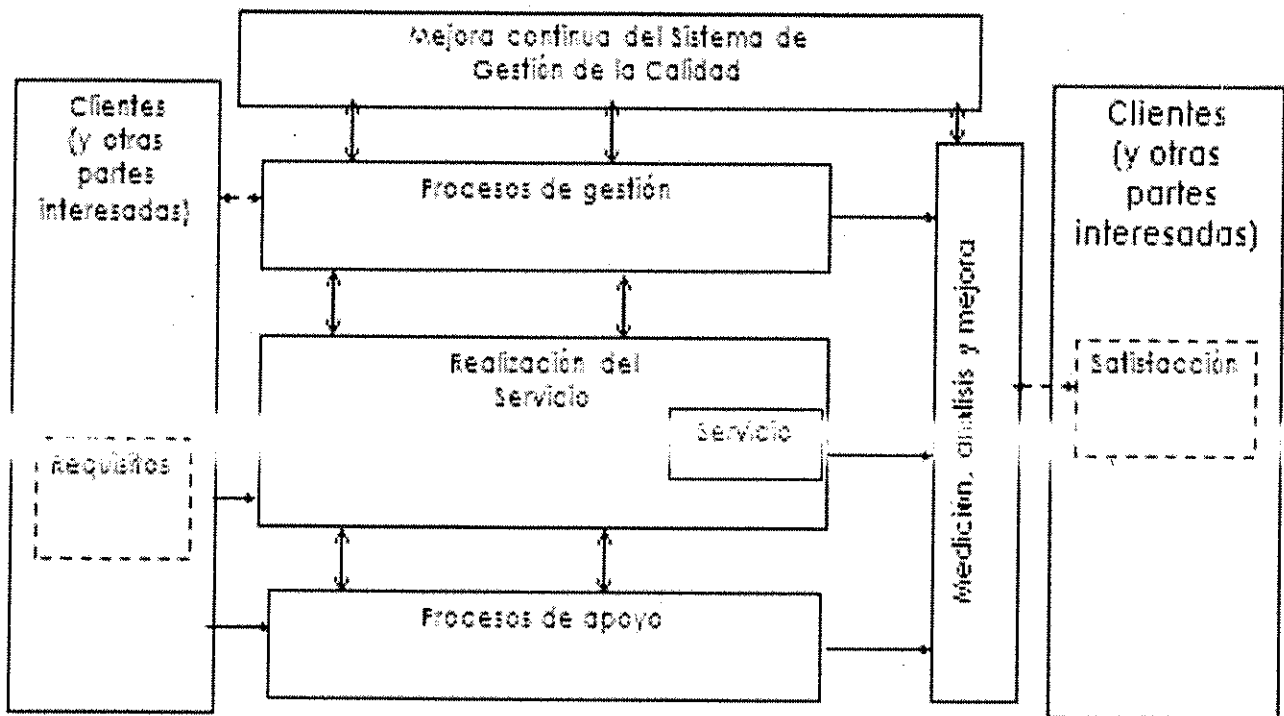 Mejora continua del Sistema de
Gestión de la Calidad
Clientes
(y otras
partes
interesadas)
Requisitos
Procesos de gestión
Realización del
Servicio
Servicio
Procesos de apoyo
Medición, análisis y mejora
Clientes
(y otras
partes
interesadas)
Satisfacción